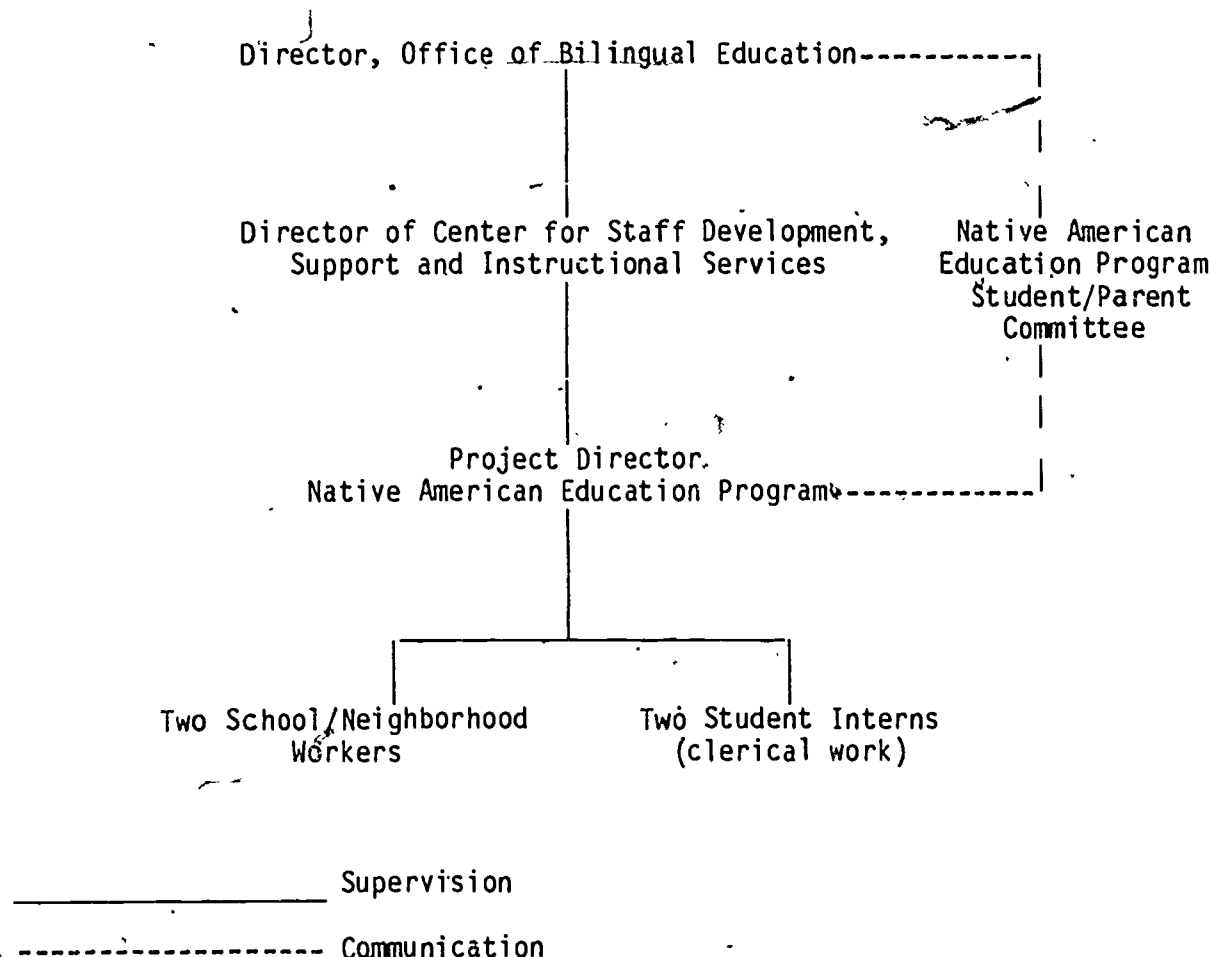 Director, Office of Bilingual Education
Director of Center for Staff Development,
Support and Instructional Services
Native American
Education Program
Student/Parent
Committee
Project Director
Native American Education Program
Two School/Neighborhood
Workers
Two Student Interns
(clerical work)
Supervision
Communication